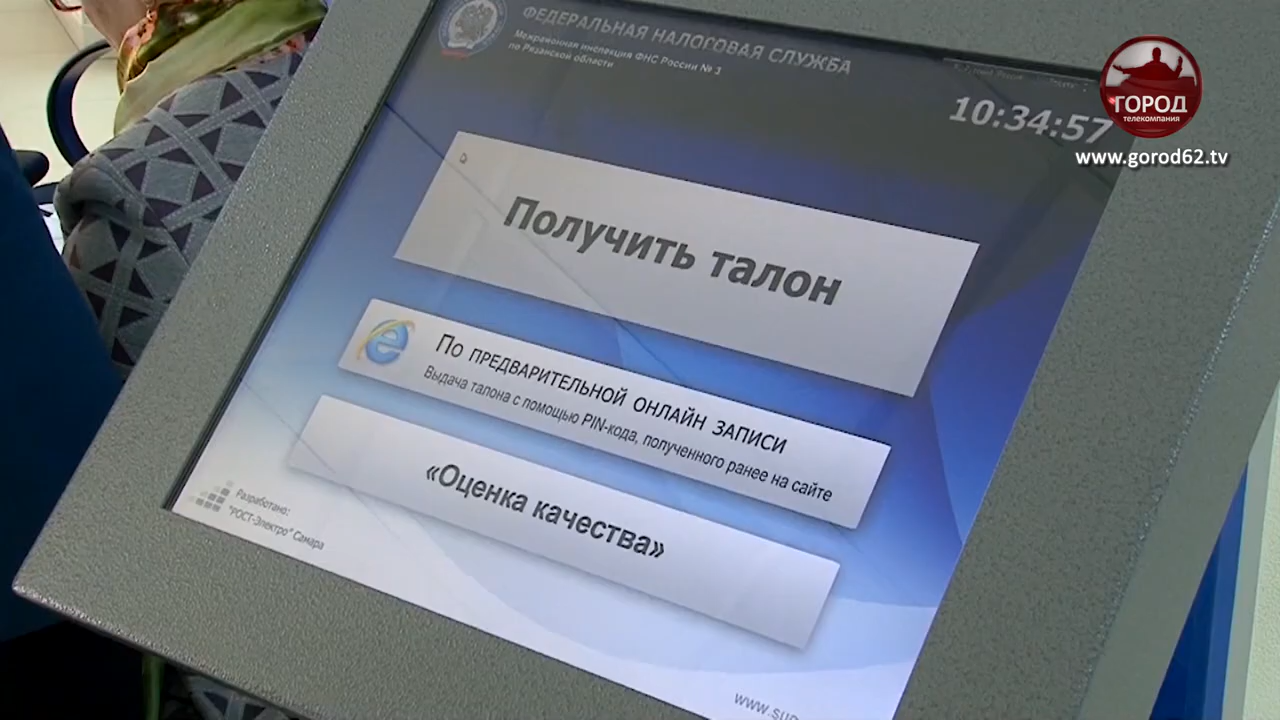 ФЕДЕРАЛЬНАЯ НАЛОГОВАЯ СЛУЖБА
Межрайонная инспекция ФНС России № 3
по Рязанской области
10:34:57
ГОРОД
телекомпания
www.gorod62.tv
Получить талон
По предварительной онлайн записи
Выдача талона с помощью PIN-кода, полученного ранее на сайте
«Оценка качества»
Разработано:
"РОСТ-Электро" Самара